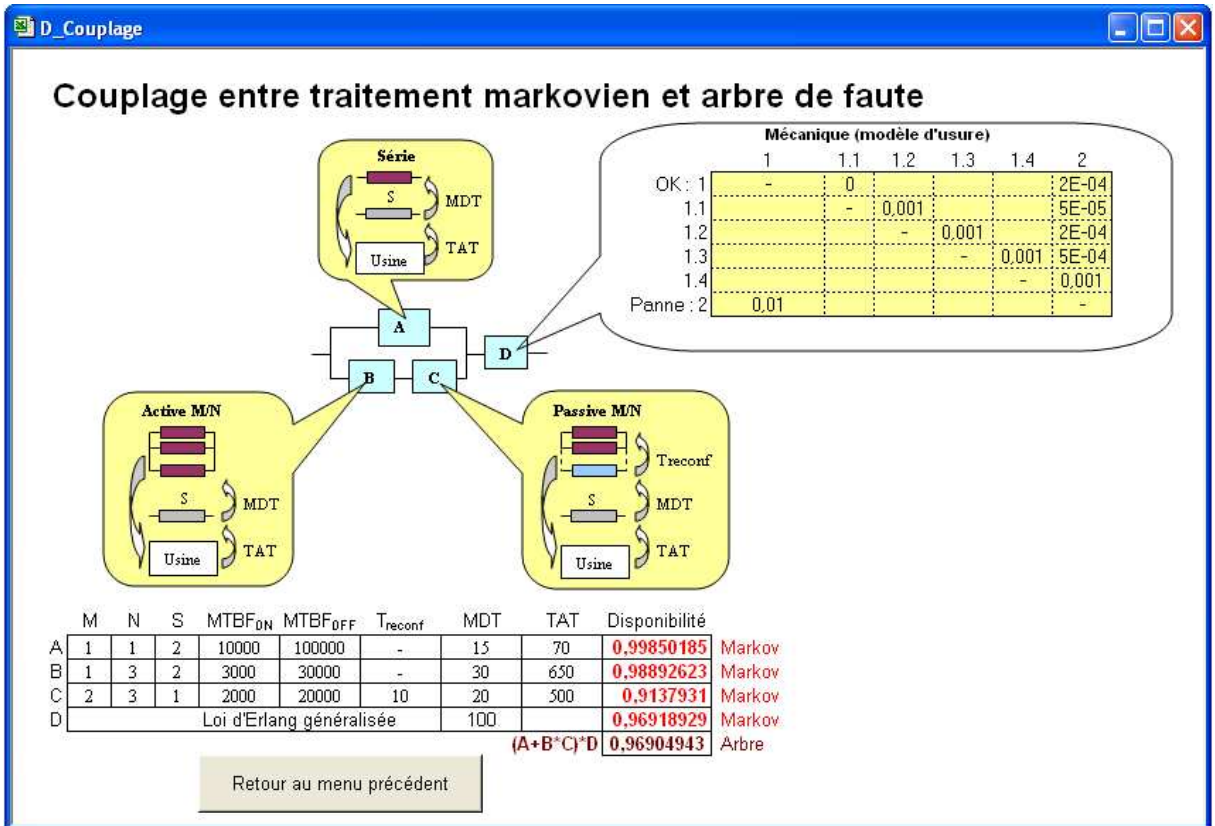 D_Couplage
Couplage entre traitement markovien et arbre de faute
Mécanique (modèle d'usure)
1 1.1 1.2 1.3 1.4 2
OK : 1 - 0 2E-04
1.1 - 0,001 5E-05
1.2 - 0,001 2E-04
1.3 - 0,001 5E-04
1.4 - 0,001
Panne : 2 0,01 -
Série
S
MDT
TAT
Usine
A
D
B
C
Active M/N
S
MDT
TAT
Usine
Passive M/N
Treconf
S
MDT
TAT
Usine
M N S MTBFON MTBFOFF Treconf MDT TAT Disponibilité
A 1 1 2 10000 100000 - 15 70 0,99850185 Markov
B 1 3 2 3000 30000 - 30 650 0,98892623 Markov
C 2 3 1 2000 20000 10 20 500 0,9137931 Markov
D Loi d'Erlang généralisée 100 0,96918929 Markov
(A+B*C)*D 0,96904943 Arbre
Retour au menu précédent